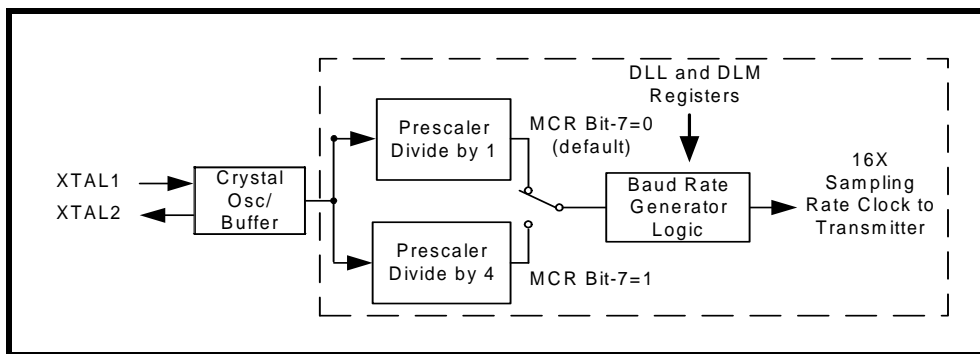 DLL and DLM
Registers
Prescaler
Divide by 1
MCR Bit-7=0
(default)
16X
Sampling
Rate Clock to
Transmitter
XTAL1
XTAL2
Crystal
Osc/
Buffer
Baud Rate
Generator
Logic
Prescaler
Divide by 4
MCR Bit-7=1